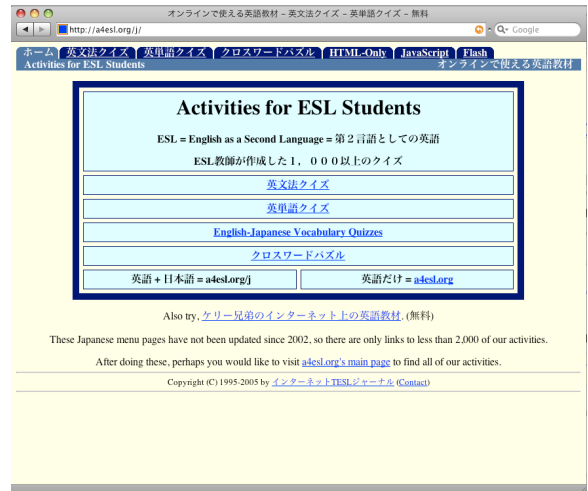 オンラインで使える英語教材 – 英文法クイズ – 英単語クイズ – 無料
http://a4esl.org/j/
Google
ホーム 英文法クイズ 英単語クイズ クロスワードパズル HTML-Only JavaScript Flash
Activities for ESL Students オンラインで使える英語教材
Activities for ESL Students
ESL = English as a Second Language = 第２言語としての英語
ESL教師が作成した１，０００以上のクイズ
英文法クイズ
英単語クイズ
English-Japanese Vocabulary Quizzes
クロスワードパズル
英語 + 日本語 = a4esl.org/j 英語だけ = a4esl.org
Also try, ケリー兄弟のインターネット上の英語教材. (無料)
These Japanese menu pages have not been updated since 2002, so there are only links to less than 2,000 of our activities.
After doing these, perhaps you would like to visit a4esl.org's main page to find all of our activities.
Copyright (C) 1995-2005 by インターネットTESLジャーナル (Contact)